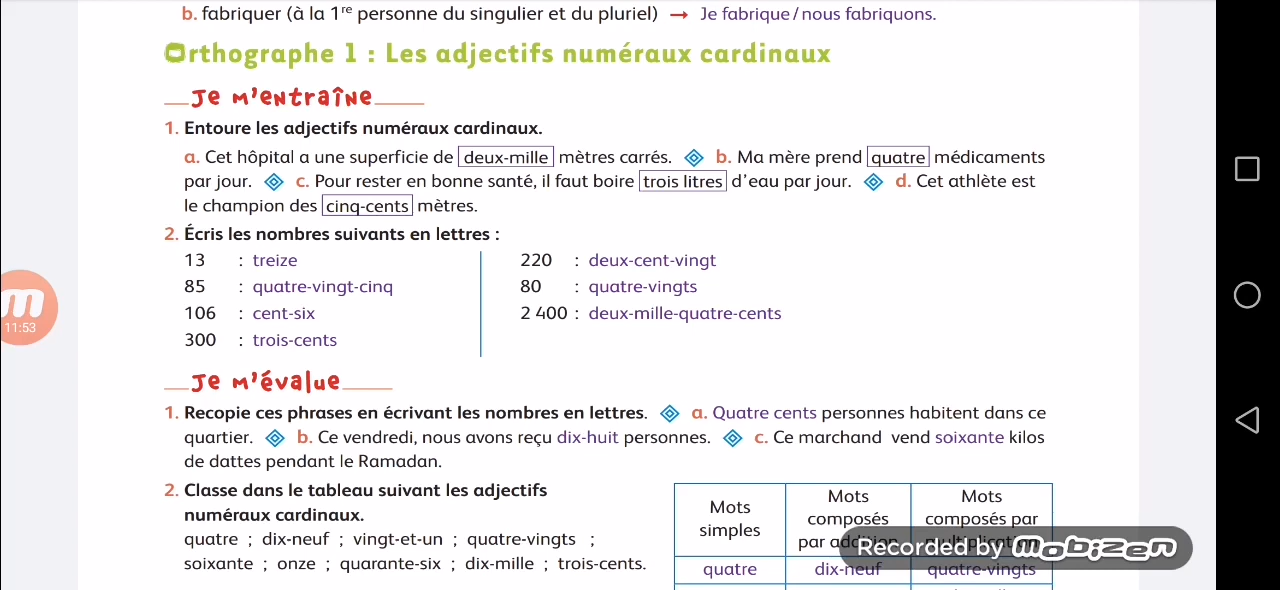 b. fabriquer (à la 1re personne du singulier et du pluriel) → Je fabrique / nous fabriquons.
Orthographe 1 : Les adjectifs numéraux cardinaux
Je m'entraîne
1. Entoure les adjectifs numéraux cardinaux.
a. Cet hôpital a une superficie de deux-mille mètres carrés. b. Ma mère prend quatre médicaments
par jour. c. Pour rester en bonne santé, il faut boire trois litres d'eau par jour. d. Cet athlète est
le champion des cinq-cents mètres.
2. Écris les nombres suivants en lettres :
13 : treize
85 : quatre-vingt-cinq
106 : cent-six
300 : trois-cents
220 : deux-cent-vingt
80 : quatre-vingts
2 400 : deux-mille-quatre-cents
Je m'évalue
1. Recopie ces phrases en écrivant les nombres en lettres. a. Quatre cents personnes habitent dans ce
quartier. b. Ce vendredi, nous avons reçu dix-huit personnes. c. Ce marchand vend soixante kilos
de dattes pendant le Ramadan.
2. Classe dans le tableau suivant les adjectifs
numéraux cardinaux.
quatre ; dix-neuf ; vingt-et-un ; quatre-vingts ;
soixante ; onze ; quarante-six ; dix-mille ; trois-cents.
Mots
simples
Mots
composés
par addition
Mots
composés par
multiplication
quatre dix-neuf quatre-vingts
Recorded by mobizen
m
11:53